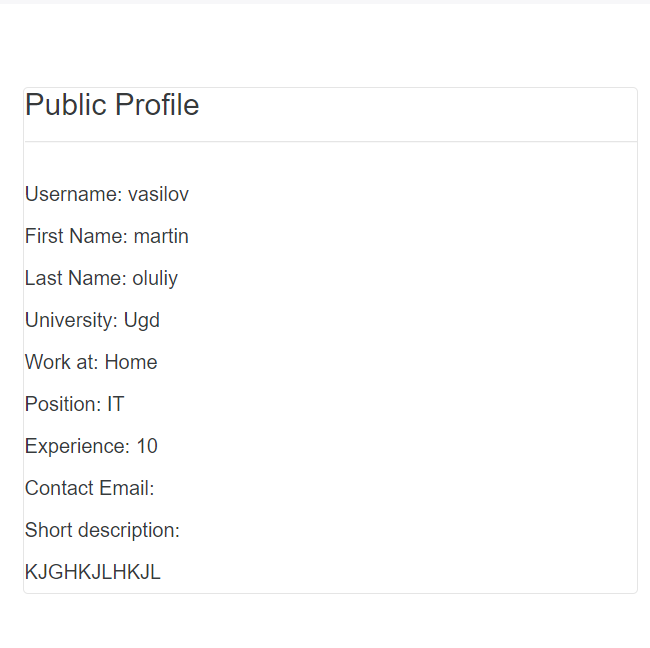 Public Profile
Username: vasilov
First Name: martin
Last Name: oluliy
University: Ugd
Work at: Home
Position: IT
Experience: 10
Contact Email:
Short description:
KJGHKJLHKJL